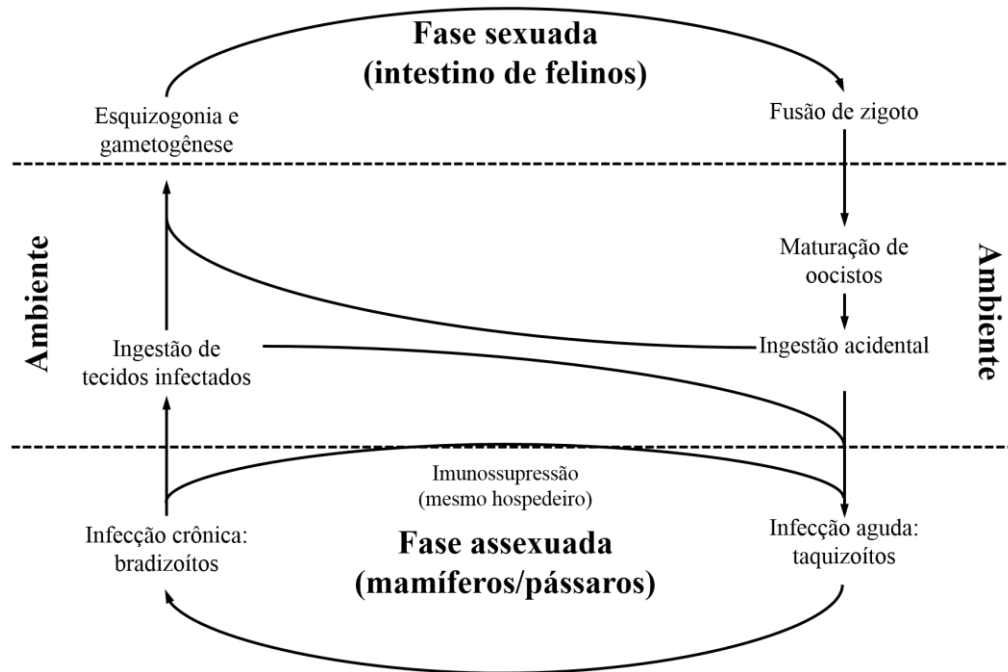 Fase sexuada
(intestino de felinos)
Esquizogonia e
gametogênese
Fusão de zigoto
Ambiente
Maturação de
oocistos
Ambiente
Ingestão de
tecidos infectados
Ingestão acidental
Imunossupressão
(mesmo hospedeiro)
Infecção crônica:
bradizoítos
Fase assexuada
(mamíferos/pássaros)
Infecção aguda:
taquizoítos